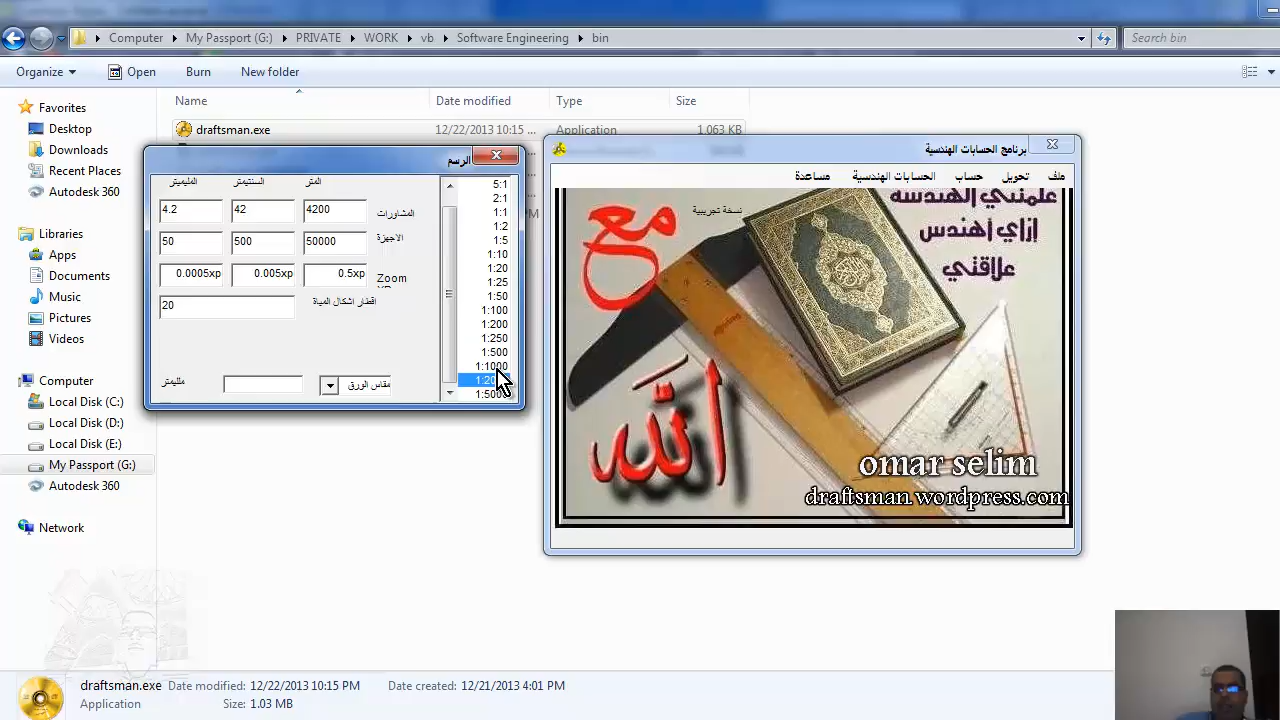 Computer
My Passport (G:)
PRIVATE
WORK
vb
Software Engineering
bin
Search bin
Organize
Open
Burn
New folder
Favorites
Desktop
Downloads
Recent Places
Autodesk 360
Libraries
Apps
Documents
Music
Pictures
Videos
Computer
Local Disk (C:)
Local Disk (D:)
Local Disk (E:)
My Passport (G:)
Autodesk 360
Network
Name
Date modified
Type
Size
draftsman.exe
12/22/2013 10:15 ...
Application
1,063 KB
الرسم
المليميتر
السنتيمتر
المتر
4.2
42
4200
المشاورات
50
500
50000
الاجهزة
0.0005xp
0.005xp
0.5xp
Zoom
20
اقطار اشكال المياة
مليمتر
مقاس الورق
5:1
2:1
1:1
1:2
1:5
1:10
1:20
1:25
1:50
1:100
1:200
1:250
1:500
1:1000
برنامج الحسابات الهندسية
ملف
تحويل
حساب
الحسابات الهندسية
مساعدة
نسخة تجريبية
علمتني الهندسة
ازاي أهندس
علاقتي
مع
الله
omar selim
draftsman.wordpress.com
draftsman.exe
Date modified: 12/22/2013 10:15 PM
Date created: 12/21/2013 4:01 PM
Application
Size: 1.03 MB